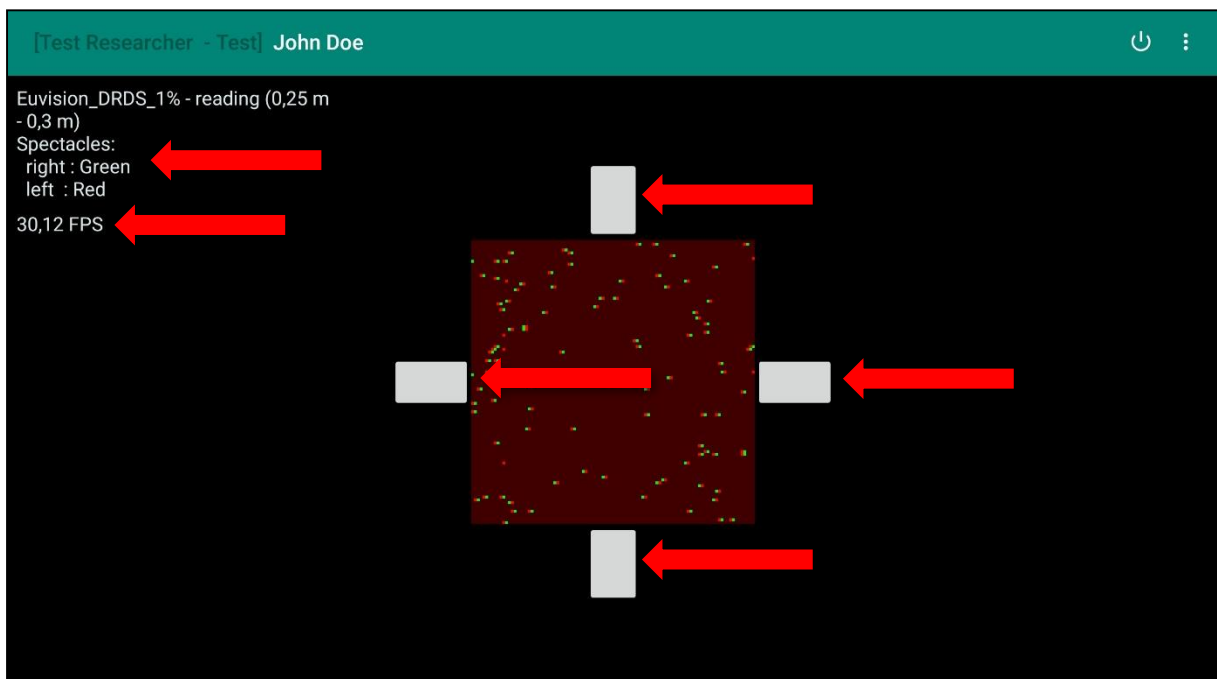 [Test Researcher - Test] John Doe
Euvision_DRDS_1% - reading (0,25 m
- 0,3 m)
Spectacles:
right : Green
left : Red
30,12 FPS